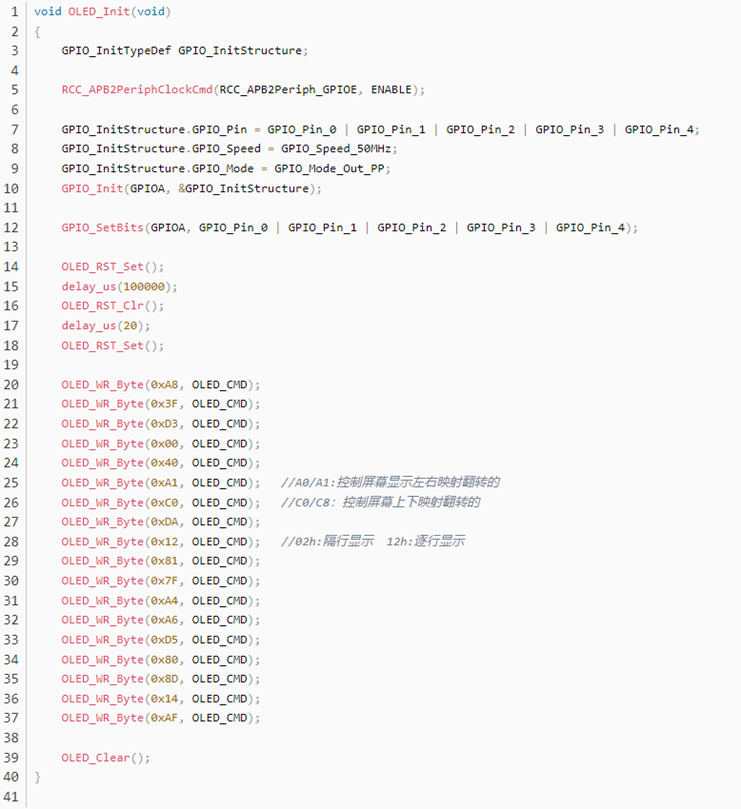 1 void OLED_Init(void)
2 {
3 GPIO_InitTypeDef GPIO_InitStructure;
4
5 RCC_APB2PeriphClockCmd(RCC_APB2Periph_GPIOE, ENABLE);
6
7 GPIO_InitStructure.GPIO_Pin = GPIO_Pin_0 | GPIO_Pin_1 | GPIO_Pin_2 | GPIO_Pin_3 | GPIO_Pin_4;
8 GPIO_InitStructure.GPIO_Speed = GPIO_Speed_50MHz;
9 GPIO_InitStructure.GPIO_Mode = GPIO_Mode_Out_PP;
10 GPIO_Init(GPIOA, &GPIO_InitStructure);
11
12 GPIO_SetBits(GPIOA, GPIO_Pin_0 | GPIO_Pin_1 | GPIO_Pin_2 | GPIO_Pin_3 | GPIO_Pin_4);
13
14 OLED_RST_Set();
15 delay_us(100000);
16 OLED_RST_Clr();
17 delay_us(20);
18 OLED_RST_Set();
19
20 OLED_WR_Byte(0xA8, OLED_CMD);
21 OLED_WR_Byte(0x3F, OLED_CMD);
22 OLED_WR_Byte(0xD3, OLED_CMD);
23 OLED_WR_Byte(0x00, OLED_CMD);
24 OLED_WR_Byte(0x40, OLED_CMD);
25 OLED_WR_Byte(0xA1, OLED_CMD); //A0/A1:控制屏幕显示左右映射翻转的
26 OLED_WR_Byte(0xC0, OLED_CMD); //C0/C8: 控制屏幕上下映射翻转的
27 OLED_WR_Byte(0xDA, OLED_CMD);
28 OLED_WR_Byte(0x12, OLED_CMD); //02h:隔行显示 12h:逐行显示
29 OLED_WR_Byte(0x81, OLED_CMD);
30 OLED_WR_Byte(0x7F, OLED_CMD);
31 OLED_WR_Byte(0xA4, OLED_CMD);
32 OLED_WR_Byte(0xA6, OLED_CMD);
33 OLED_WR_Byte(0xD5, OLED_CMD);
34 OLED_WR_Byte(0x80, OLED_CMD);
35 OLED_WR_Byte(0x8D, OLED_CMD);
36 OLED_WR_Byte(0x14, OLED_CMD);
37 OLED_WR_Byte(0xAF, OLED_CMD);
38
39 OLED_Clear();
40 }
41